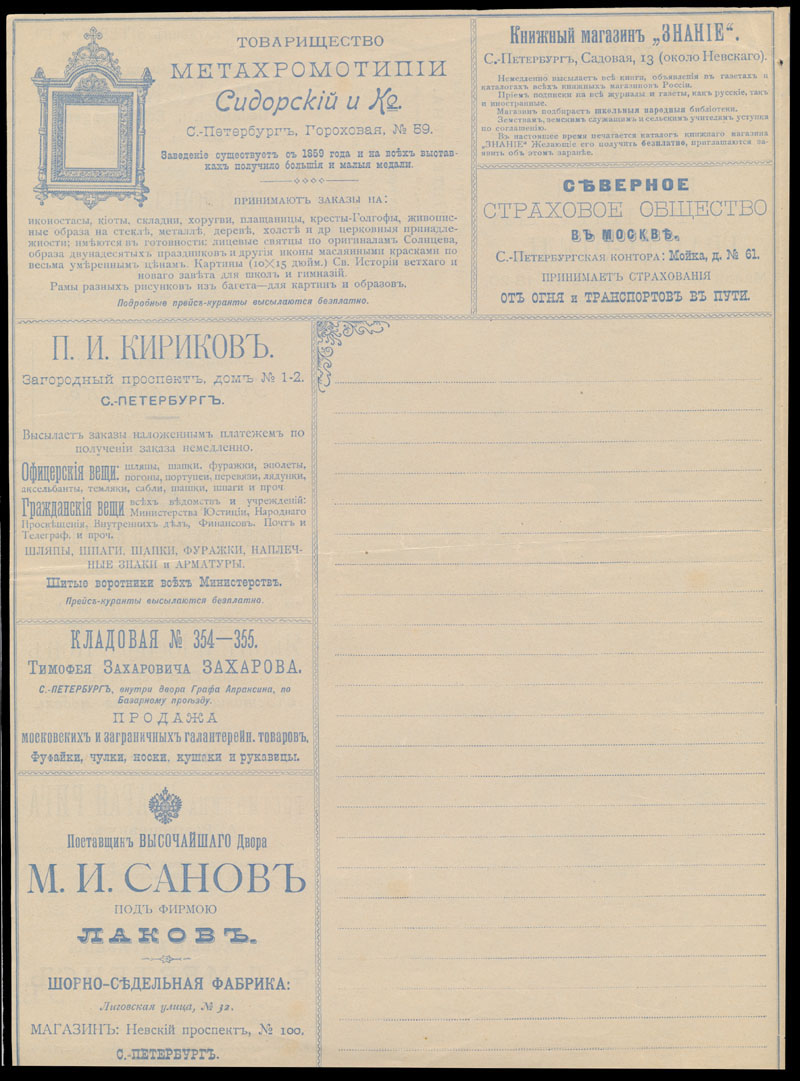 ТОВАРИЩЕСТВО
МЕТАХРОМОТИПІИ
Сидорскій и Ко.
С.-Петербургъ, Гороховая, № 59.
Заведеніе существуетъ съ 1859 года и на всѣхъ выстав-
кахъ получило большія и малыя медали.
ПРИНИМАЮТЪ ЗАКАЗЫ НА:
иконостасы, кіоты, складни, хоругви, плащаницы, кресты-Голгофы, живопис-
ные образа на стеклѣ, металлѣ, деревѣ, холстѣ и др церковныя принадле-
жности; имѣются въ готовности: лицевые святцы по оригиналамъ Солнцева,
образа двунадесятыхъ праздниковъ и другія иконы масляными красками по
весьма умѣреннымъ цѣнамъ. Картины (10×15 дюйм.) Св. Исторіи ветхаго и
новаго завѣта для школъ и гимназій.
Рамы разныхъ рисунковъ изъ багета—для картинъ и образовъ.
Подробные прейсъ-куранты высылаются безплатно.
Книжный магазинъ „ЗНАНІЕ“.
С.-Петербургъ, Садовая, 13 (около Невскаго).
Немедленно высылаетъ всѣ книги, объявленія въ газетахъ и
каталогахъ всѣхъ книжныхъ магазиновъ Россіи.
Пріемъ подписки на всѣ журналы и газеты, какъ русскіе, такъ
и иностранные.
Магазинъ подбираетъ школьныя народныя библіотеки.
Земствамъ, земскимъ служащимъ и сельскимъ учителямъ уступка
по соглашенію.
Въ настоящее время печатается каталогъ книжнаго магазина
„ЗНАНІЕ“ Желающіе его получить безплатно, приглашаются за-
явить объ этомъ заранѣе.
СѢВЕРНОЕ
СТРАХОВОЕ ОБЩЕСТВО
ВЪ МОСКВѢ.
С.-Петербургская контора: Мойка, д. № 61.
ПРИНИМАЕТЪ СТРАХОВАНІЯ
ОТЪ ОГНЯ и ТРАНСПОРТОВЪ ВЪ ПУТИ.
П. И. КИРИКОВЪ.
Загородный проспектъ, домъ № 1-2.
С.-ПЕТЕРБУРГЪ.
Высылаетъ заказы наложеннымъ платежемъ по
полученіи заказа немедленно.
Офицерскія вещи: шляпы, шапки, фуражки, эполеты,
погоны, портупеи, перевязи, лядунки,
аксельбанты, темляки, сабли, шашки, шпаги и проч
Гражданскія вещи всѣхъ вѣдомствъ и учрежденій:
Министерства Юстиціи, Народнаго
Просвѣщенія, Внутреннихъ дѣлъ, Финансовъ. Почтъ и
Телеграф. и проч.
ШЛЯПЫ, ШПАГИ, ШАПКИ, ФУРАЖКИ, НАПЛЕЧ-
НЫЕ ЗНАКИ и АРМАТУРЫ.
Шитые воротники всѣхъ Министерствъ.
Прейсъ-куранты высылаются безплатно.
КЛАДОВАЯ № 354—355.
Тимофея Захаровича ЗАХАРОВА.
С.-ПЕТЕРБУРГЪ, внутри двора Графа Апраксина, по
Базарному проѣзду.
ПРОДАЖА
московскихъ и заграничныхъ галантерейн. товаровъ.
Фуфайки, чулки, носки, кушаки и рукавицы.
Поставщикъ ВЫСОЧАЙШАГО Двора
М. И. САНОВЪ
ПОДЪ ФИРМОЮ
ЛАКОВЪ.
ШОРНО-СѢДЕЛЬНАЯ ФАБРИКА:
Лиговская улица, № 32.
МАГАЗИНЪ: Невскій проспектъ, № 100.
С.-ПЕТЕРБУРГЪ.